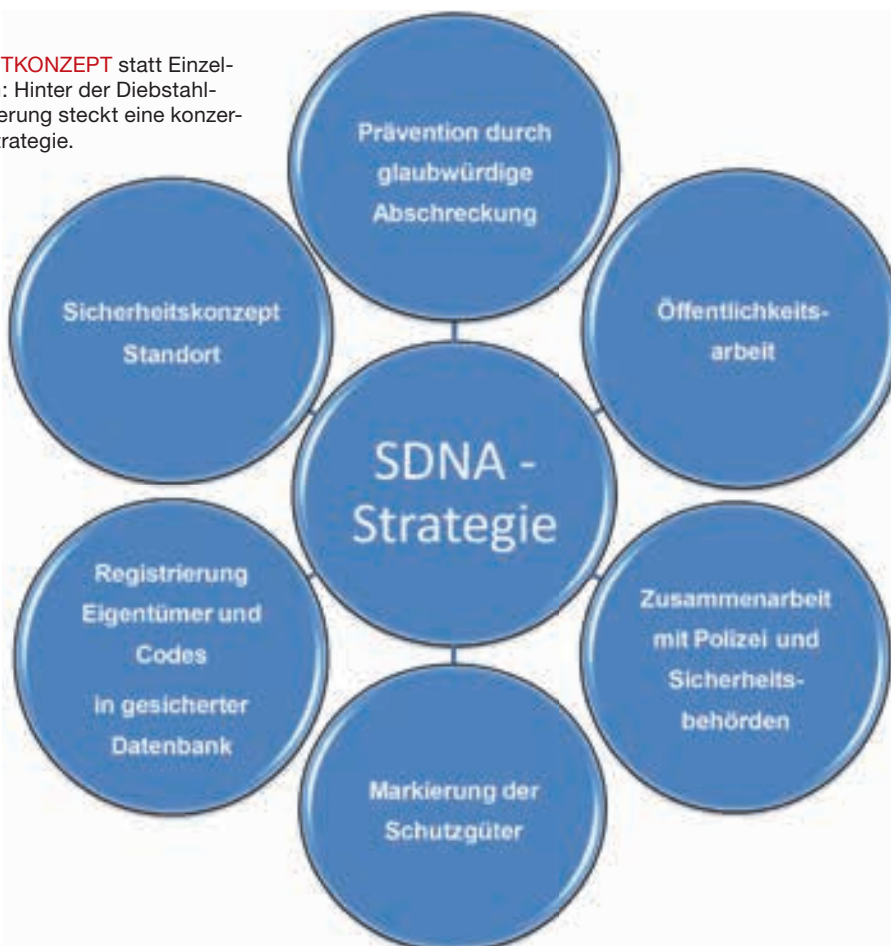 TKONZEPT statt Einzel-
: Hinter der Diebstahl-
erung steckt eine konzer-
trategie.
Prävention durch
glaubwürdige
Abschreckung
Sicherheitskonzept
Standort
Öffentlichkeits-
arbeit
SDNA -
Strategie
Registrierung
Eigentümer und
Codes
in gesicherter
Datenbank
Zusammenarbeit
mit Polizei und
Sicherheits-
behörden
Markierung der
Schutzgüter